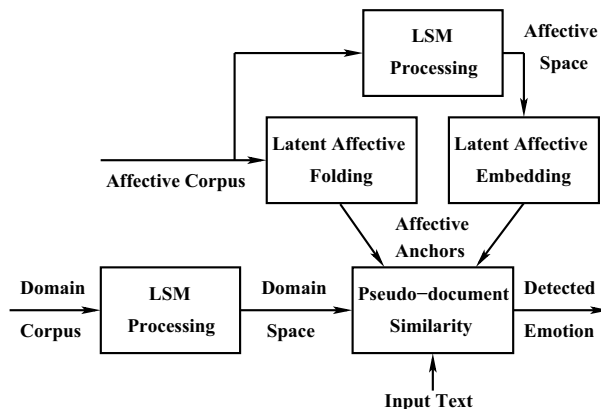 LSM
Processing
Affective
Space
Latent Affective
Folding
Latent Affective
Embedding
Affective Corpus
Affective
Anchors
Domain
Corpus
LSM
Processing
Domain
Space
Pseudo−document
Similarity
Detected
Emotion
Input Text